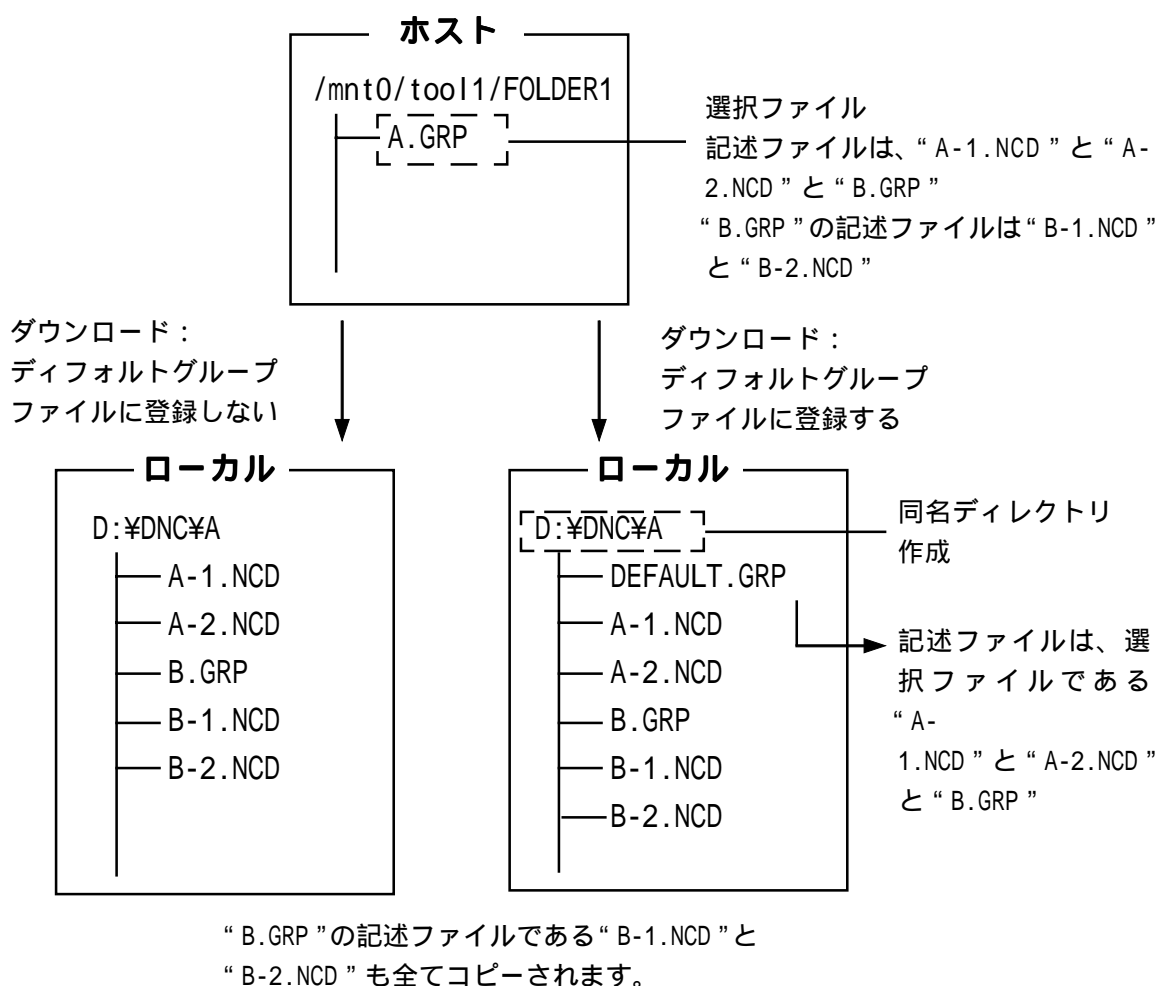 ホスト
/mnt0/tool1/FOLDER1
A.GRP
選択ファイル
記述ファイルは、“A-1.NCD”と“A-
2.NCD”と“B.GRP”
“B.GRP”の記述ファイルは“B-1.NCD”
と“B-2.NCD”
ダウンロード：
ディフォルトグループ
ファイルに登録しない
ダウンロード：
ディフォルトグループ
ファイルに登録する
ローカル
D:¥DNC¥A
A-1.NCD
A-2.NCD
B.GRP
B-1.NCD
B-2.NCD
ローカル
D:¥DNC¥A
DEFAULT.GRP
A-1.NCD
A-2.NCD
B.GRP
B-1.NCD
B-2.NCD
同名ディレクトリ
作成
記述ファイルは、選
択ファイルである
“A-
1.NCD”と“A-2.NCD”
と“B.GRP”
“B.GRP”の記述ファイルである“B-1.NCD”と
“B-2.NCD”も全てコピーされます。